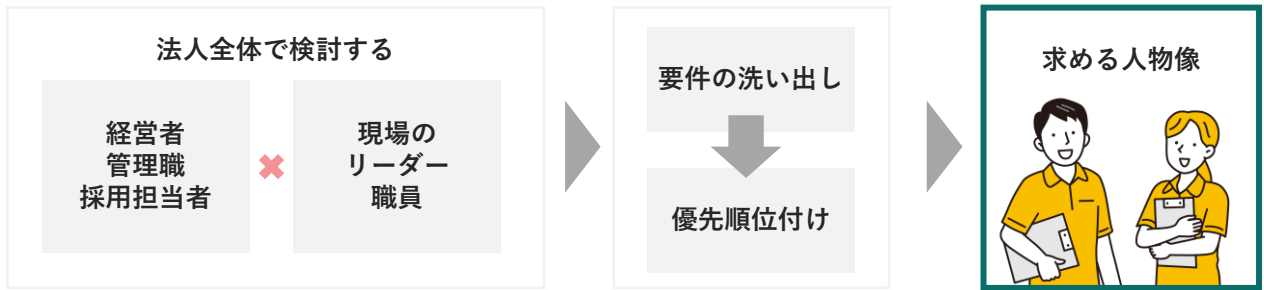 法人全体で検討する
経営者
管理職
採用担当者
現場の
リーダー
職員
要件の洗い出し
優先順位付け
求める人物像